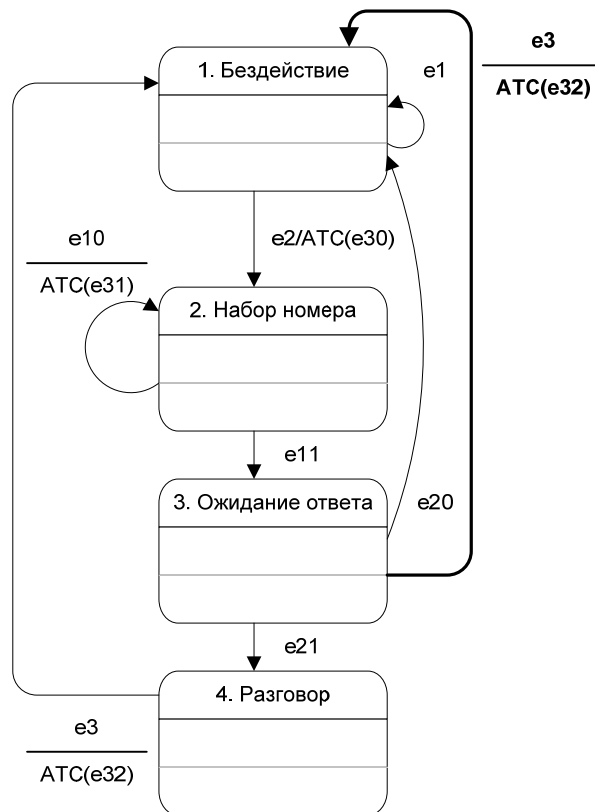 e3
ATC(e32)
1. Бездействие
e1
e2/ATC(e30)
e10
ATC(e31)
2. Набор номера
e11
3. Ожидание ответа
e20
e21
4. Разговор
e3
ATC(e32)